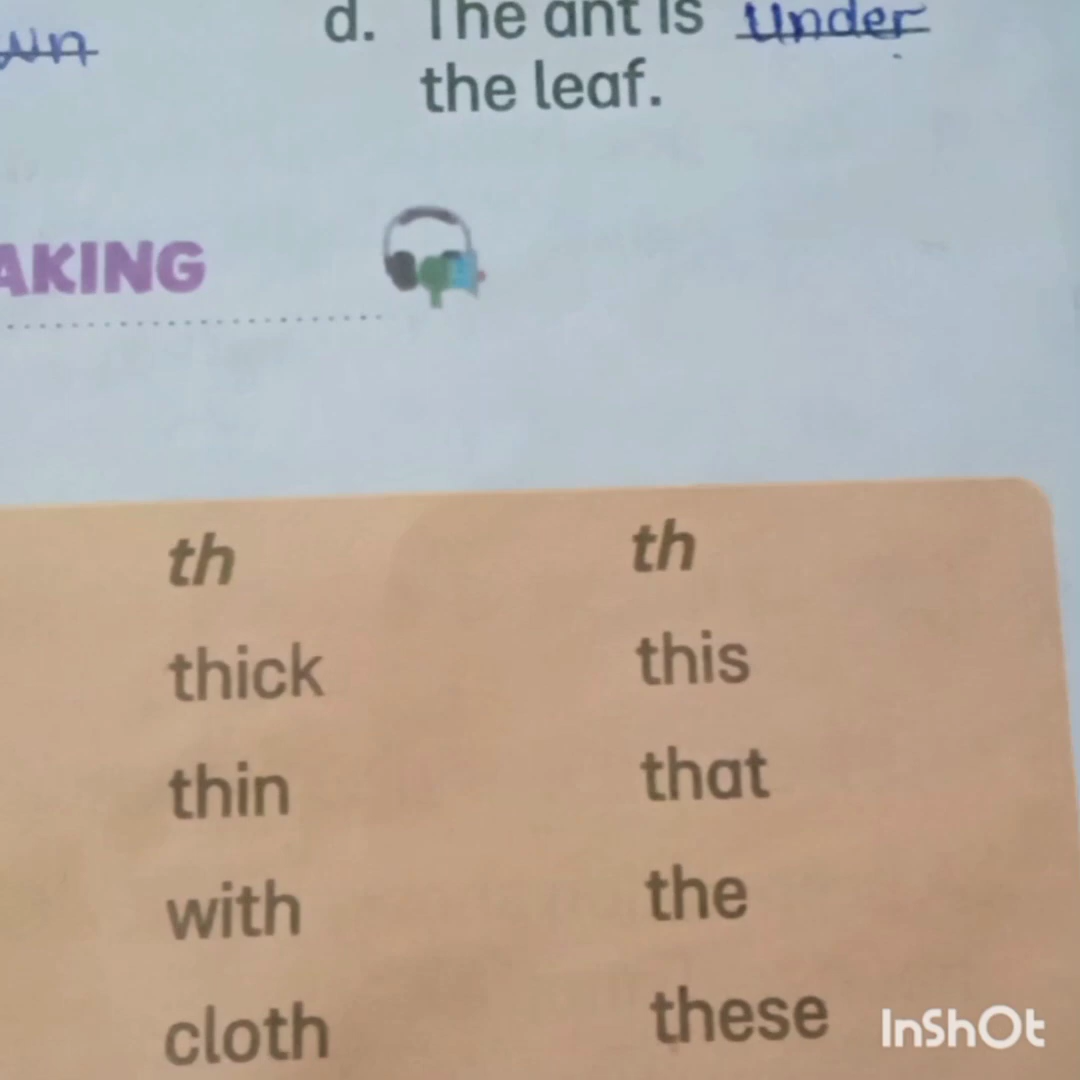 d. The ant is under
the leaf.
AKING
th th
thick this
thin that
with the
cloth these
InShOt